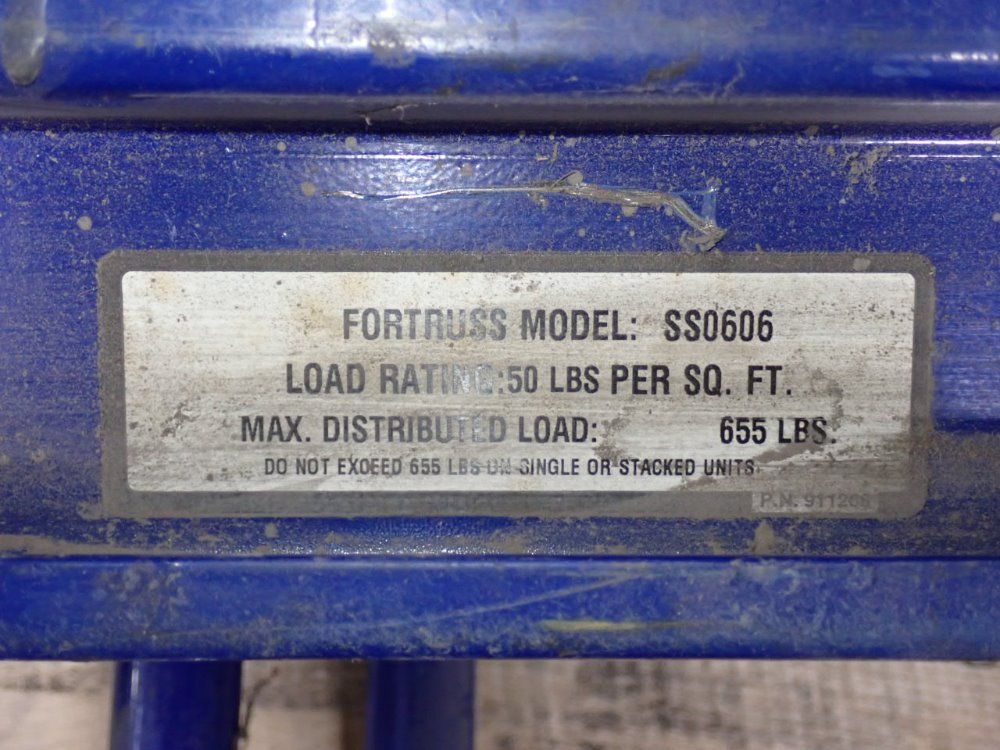 FORTRUSS MODEL: SS0606
LOAD RATING:50 LBS PER SQ. FT.
MAX. DISTRIBUTED LOAD: 655 LBS.
DO NOT EXCEED 655 LBS ON SINGLE OR STACKED UNITS.
P.N.